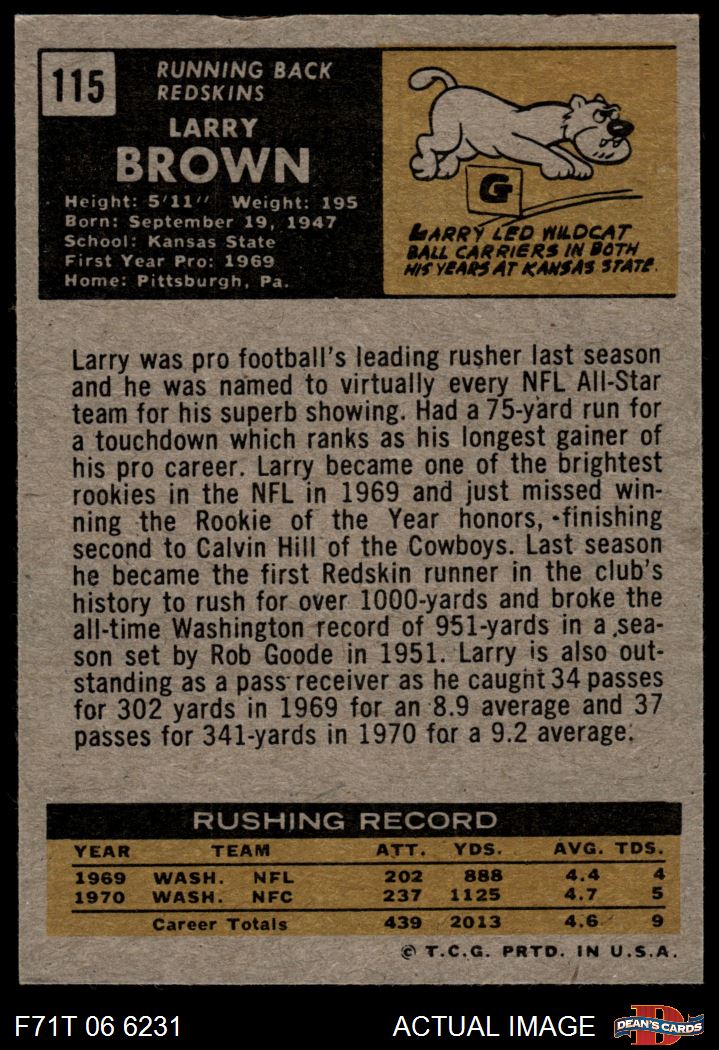 115
RUNNING BACK
REDSKINS
LARRY
BROWN
Height: 5'11'' Weight: 195
Born: September 19, 1947
School: Kansas State
First Year Pro: 1969
Home: Pittsburgh, Pa.
G
LARRY LED WILDCAT
BALL CARRIERS IN BOTH
HIS YEARS AT KANSAS STATE.
Larry was pro football's leading rusher last season
and he was named to virtually every NFL All-Star
team for his superb showing. Had a 75-yard run for
a touchdown which ranks as his longest gainer of
his pro career. Larry became one of the brightest
rookies in the NFL in 1969 and just missed win-
ning the Rookie of the Year honors, finishing
second to Calvin Hill of the Cowboys. Last season
he became the first Redskin runner in the club's
history to rush for over 1000-yards and broke the
all-time Washington record of 951-yards in a sea-
son set by Rob Goode in 1951. Larry is also out-
standing as a pass receiver as he caught 34 passes
for 302 yards in 1969 for an 8.9 average and 37
passes for 341-yards in 1970 for a 9.2 average.
RUSHING RECORD
YEAR TEAM ATT. YDS. AVG. TDS.
1969 WASH. NFL 202 888 4.4 4
1970 WASH. NFC 237 1125 4.7 5
Career Totals 439 2013 4.6 9
© T.C.G. PRTD. IN U.S.A.
F71T 06 6231 ACTUAL IMAGE D DEAN'S CARDS